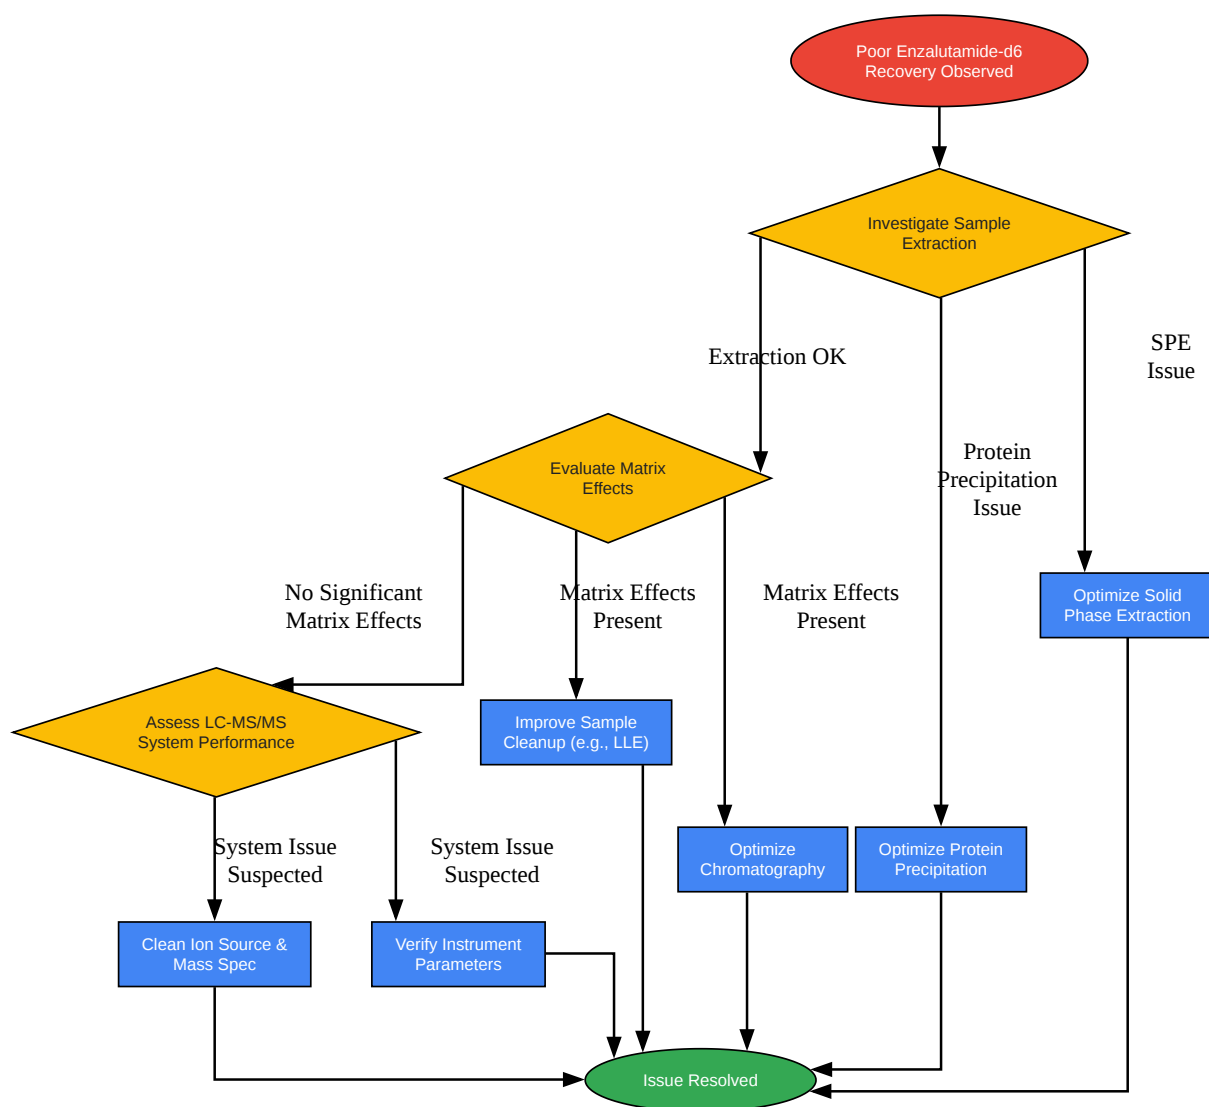 Poor Enzalutamide-d6
Recovery Observed
Investigate Sample
Extraction
Extraction OK
SPE
Issue
Protein
Precipitation
Issue
Evaluate Matrix
Effects
No Significant
Matrix Effects
Matrix Effects
Present
Matrix Effects
Present
Optimize Solid
Phase Extraction
Assess LC-MS/MS
System Performance
Improve Sample
Cleanup (e.g., LLE)
System Issue
Suspected
System Issue
Suspected
Optimize
Chromatography
Optimize Protein
Precipitation
Clean Ion Source &
Mass Spec
Verify Instrument
Parameters
Issue Resolved